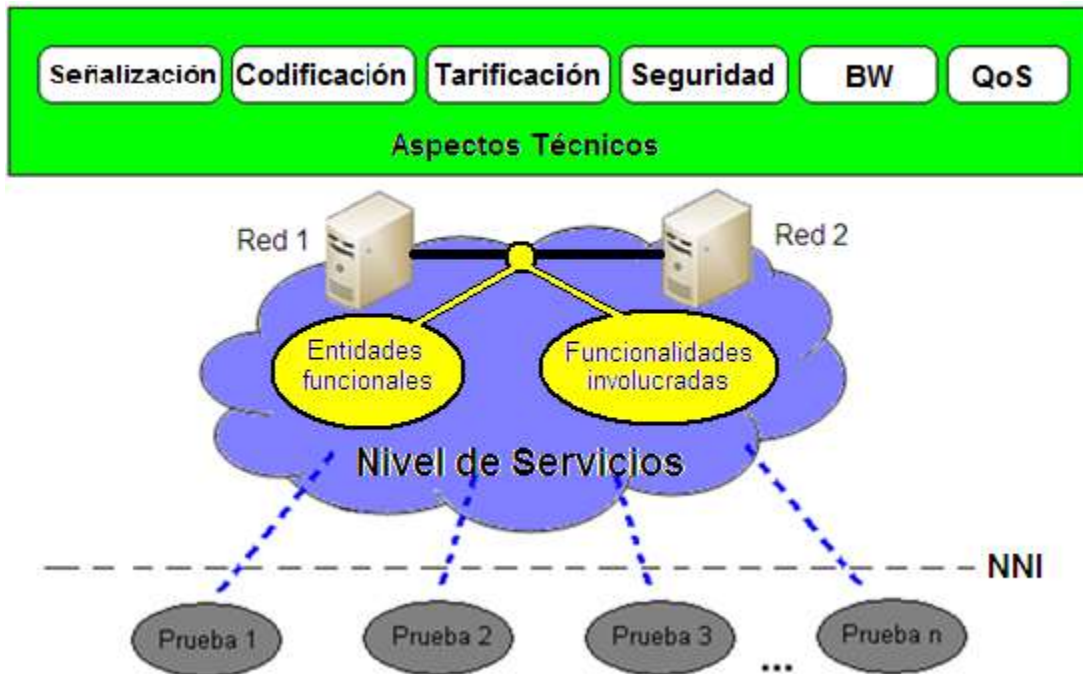 Señalización
Codificación
Tarificación
Seguridad
BW
QoS
Aspectos Técnicos
Red 1
Red 2
Entidades
funcionales
Funcionalidades
involucradas
Nivel de Servicios
NNI
Prueba 1
Prueba 2
Prueba 3
...
Prueba n